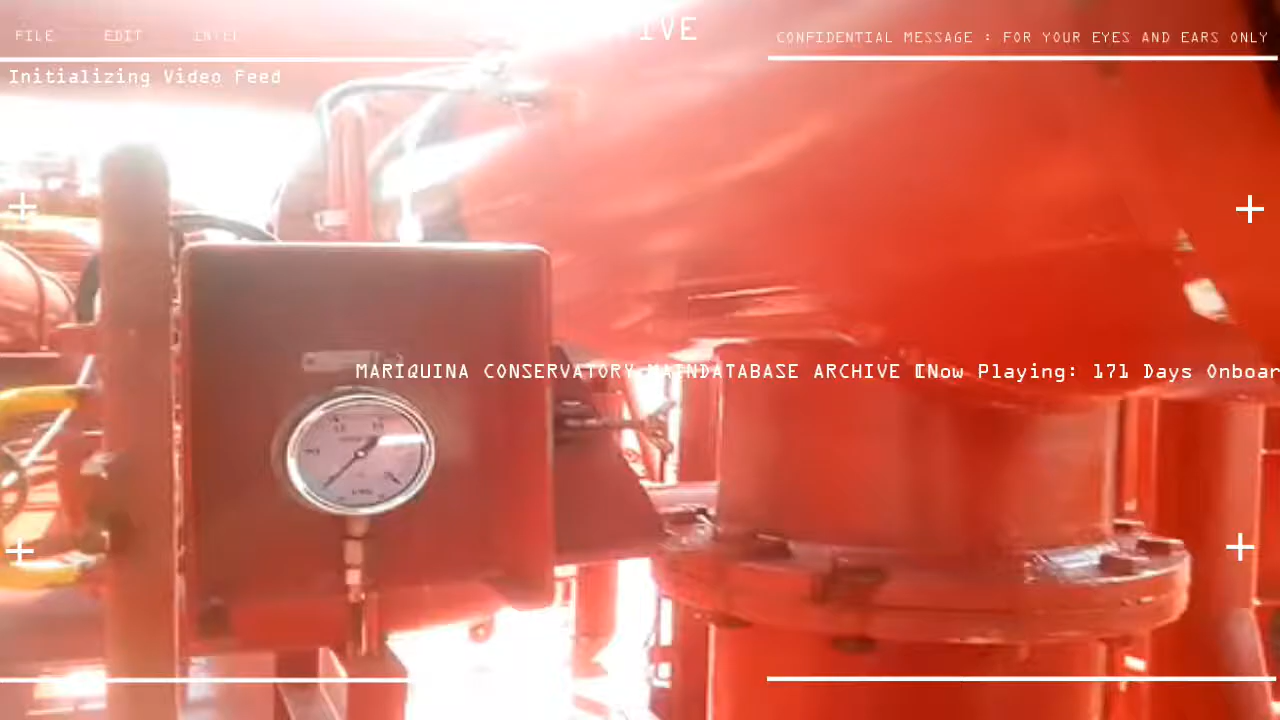 FILE EDIT
IVE
CONFIDENTIAL MESSAGE : FOR YOUR EYES AND EARS ONLY
Initializing Video Feed
MARIQUINA CONSERVATORY MAINDATABASE ARCHIVE [Now Playing: 171 Days Onboar